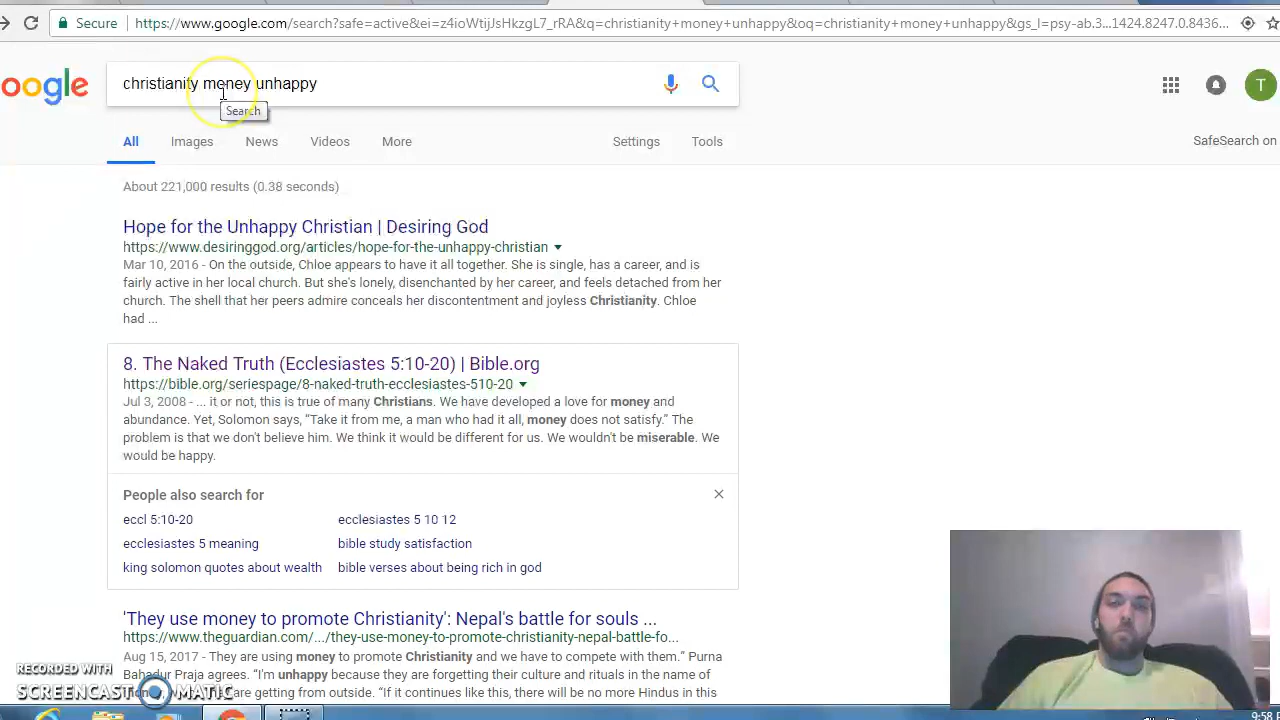 Secure https://www.google.com/search?safe=active&ei=z4ioWtijJsHkzgL7_rRA&q=christianity+money+unhappy&oq=christianity+money+unhappy&gs_l=psy-ab.3...1424.8247.0.8436...
oogle christianity money unhappy T
Search
All Images News Videos More Settings Tools SafeSearch on
About 221,000 results (0.38 seconds)
Hope for the Unhappy Christian | Desiring God
https://www.desiringgod.org/articles/hope-for-the-unhappy-christian
Mar 10, 2016 - On the outside, Chloe appears to have it all together. She is single, has a career, and is
fairly active in her local church. But she's lonely, disenchanted by her career, and feels detached from her
church. The shell that her peers admire conceals her discontentment and joyless Christianity. Chloe
had ...
8. The Naked Truth (Ecclesiastes 5:10-20) | Bible.org
https://bible.org/seriespage/8-naked-truth-ecclesiastes-510-20
Jul 3, 2008 - ... it or not, this is true of many Christians. We have developed a love for money and
abundance. Yet, Solomon says, "Take it from me, a man who had it all, money does not satisfy." The
problem is that we don't believe him. We think it would be different for us. We wouldn't be miserable. We
would be happy.
People also search for
eccl 5:10-20 ecclesiastes 5 10 12
ecclesiastes 5 meaning bible study satisfaction
king solomon quotes about wealth bible verses about being rich in god
'They use money to promote Christianity': Nepal's battle for souls ...
https://www.theguardian.com/.../they-use-money-to-promote-christianity-nepal-battle-fo...
Aug 15, 2017 - They are using money to promote Christianity and we have to compete with them." Purna
Bahadur Praja agrees. "I'm unhappy because they are forgetting their culture and rituals in the name of
are getting from outside. "If it continues like this, there will be no more Hindus in this
RECORDED WITH
SCREENCAST MATIC
9:58